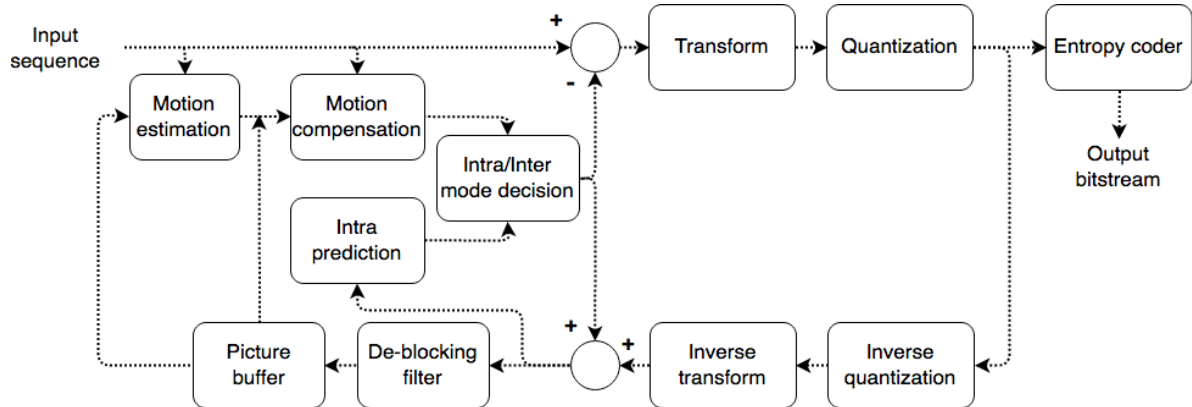 Input
sequence
+
-
Transform
Quantization
Entropy coder
Motion
estimation
Motion
compensation
Intra/Inter
mode decision
Output
bitstream
Intra
prediction
+
+
Picture
buffer
De-blocking
filter
Inverse
transform
Inverse
quantization